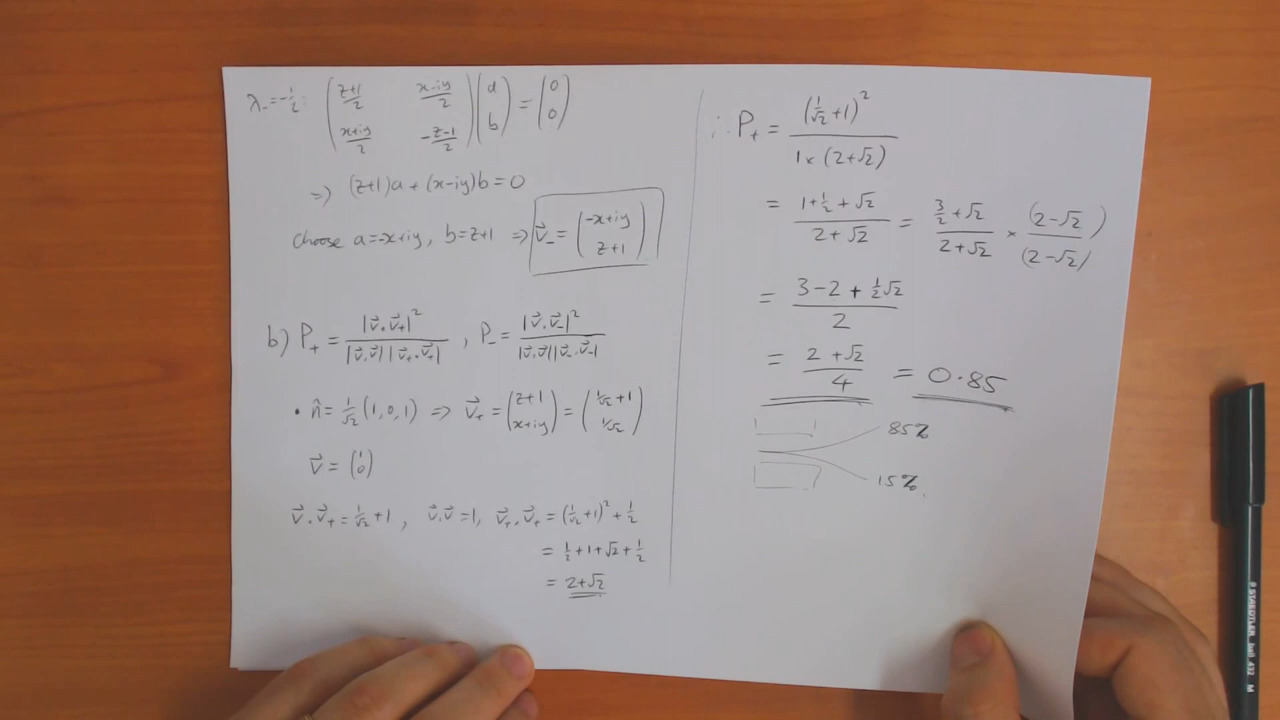 λ₋=-½: ( (z+1)/2 (x-iy)/2 ; (x+iy)/2 (-z-1)/2 ) ( a ; b ) = ( 0 ; 0 )
⇒ (z+1)a + (x-iy)b = 0
Choose a=-x+iy, b=z+1 ⇒ v⃗₋ = ( -x+iy ; z+1 )
b) P₊ = |v⃗.v⃗₊|² / |v⃗.v⃗||v⃗₊.v⃗₊| , P₋ = |v⃗.v⃗₋|² / |v⃗.v⃗||v⃗₋.v⃗₋|
• n̂ = 1/√2 (1,0,1) ⇒ v⃗₊ = ( z+1 ; x+iy ) = ( 1/√2 + 1 ; 1/√2 )
v⃗ = ( 1 ; 0 )
v⃗.v⃗₊ = 1/√2 + 1, v⃗.v⃗ = 1, v⃗₊.v⃗₊ = (1/√2 + 1)² + ½
= ½ + 1 + √2 + ½
= 2+√2
∴ P₊ = (1/√2 + 1)² / 1×(2+√2)
= (1+½+√2) / (2+√2) = (3/2 + √2) / (2+√2) × (2-√2) / (2-√2)
= (3-2+½√2) / 2
= (2+√2) / 4 = 0.85
85%
15%.
STAEDTLER ball 432 M